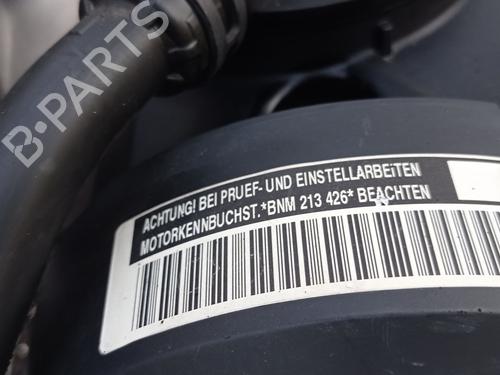 B-PARTS
ACHTUNG! BEI PRUEF- UND EINSTELLARBEITEN
MOTORKENNBUCHST. *BNM 213 426* BEACHTEN